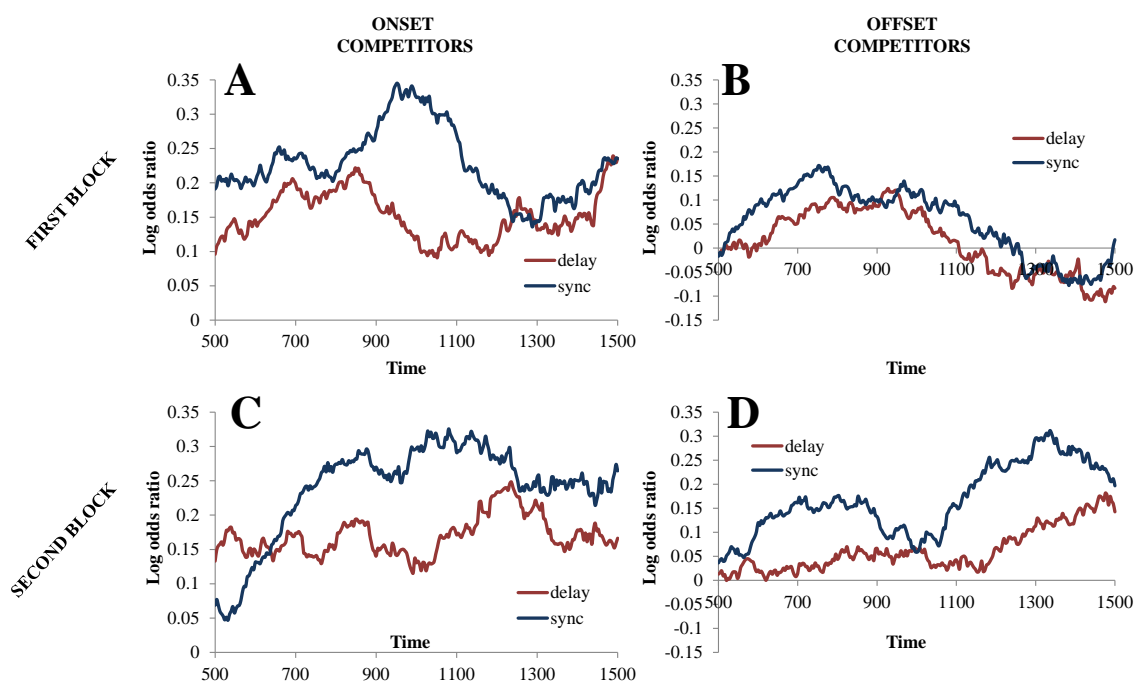 ONSET
COMPETITORS
OFFSET
COMPETITORS
FIRST BLOCK
A
Log odds ratio
0.35
0.3
0.25
0.2
0.15
0.1
0.05
0
500 700 900 1100 1300 1500
Time
delay
sync
B
Log odds ratio
0.35
0.3
0.25
0.2
0.15
0.1
0.05
0
-0.05
-0.1
-0.15
500 700 900 1100 1300 1500
Time
delay
sync
SECOND BLOCK
C
Log odds ratio
0.35
0.3
0.25
0.2
0.15
0.1
0.05
0
500 700 900 1100 1300 1500
Time
delay
sync
D
Log odds ratio
0.35
0.3
0.25
0.2
0.15
0.1
0.05
0
-0.05
-0.1
-0.15
500 700 900 1100 1300 1500
Time
delay
sync